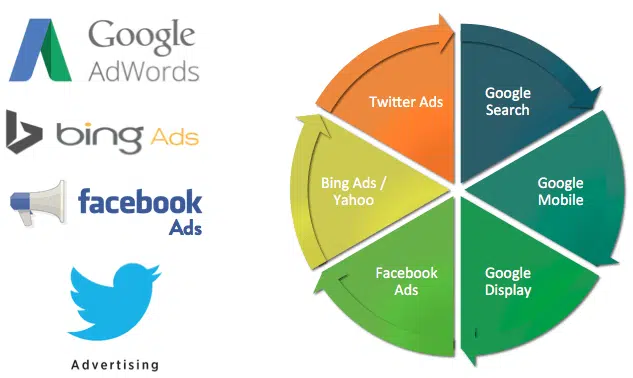 Google
AdWords
bing Ads
facebook
Ads
Advertising
Twitter Ads
Google
Search
Bing Ads /
Yahoo
Google
Mobile
Facebook
Ads
Google
Display